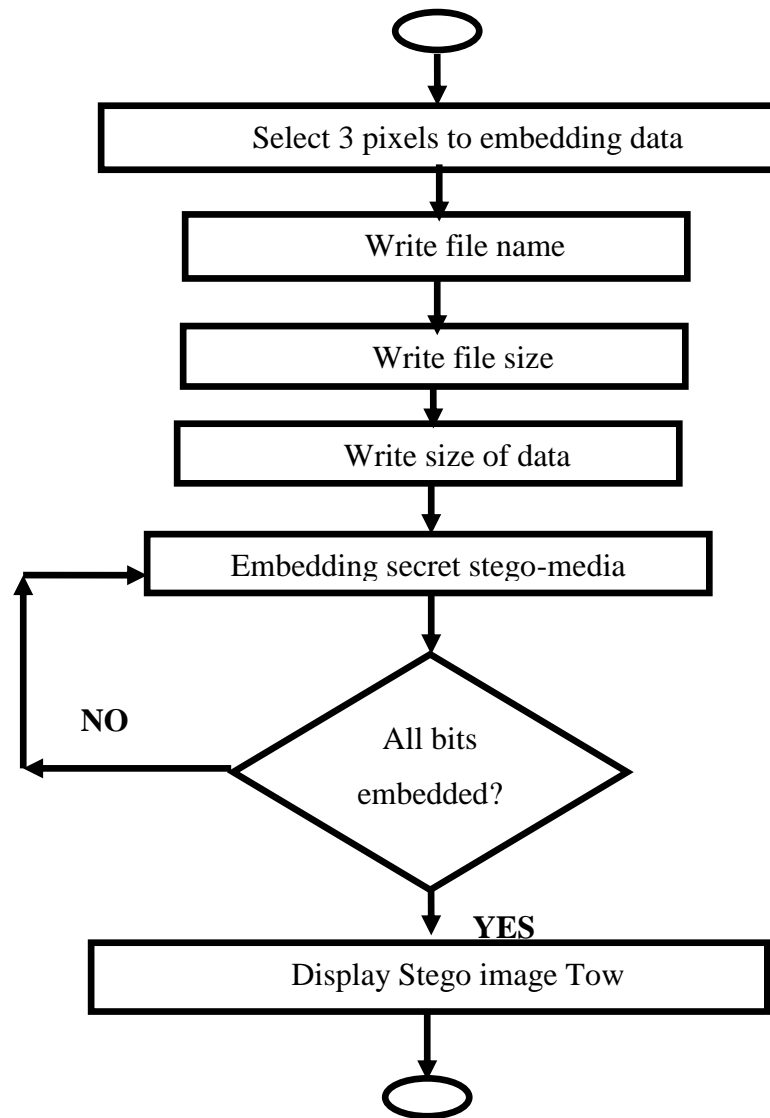 Select 3 pixels to embedding data
Write file name
Write file size
Write size of data
Embedding secret stego-media
NO
All bits
embedded?
YES
Display Stego image Tow